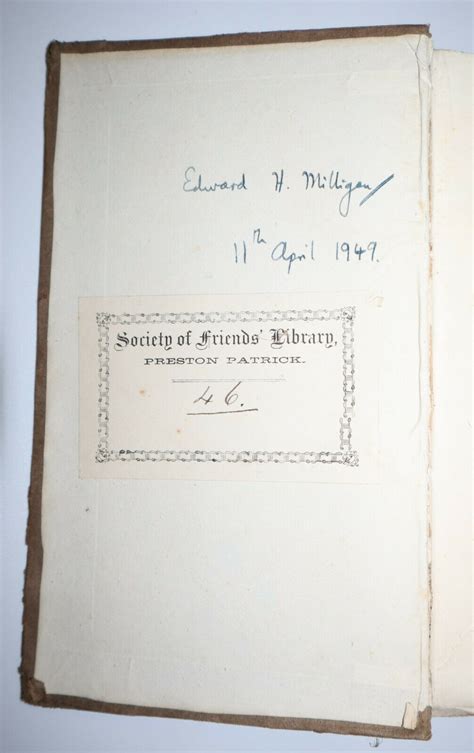 Edward H. Milligan
11th April 1949.
Society of Friends' Library,
PRESTON PATRICK.
46.